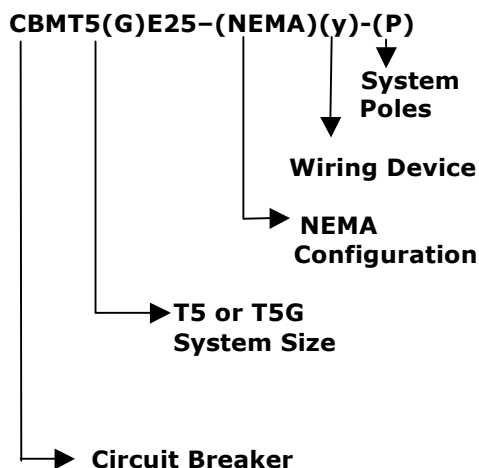 CBMT5(G)E25–(NEMA)(y)-(P)
System
Poles
Wiring Device
NEMA
Configuration
T5 or T5G
System Size
Circuit Breaker